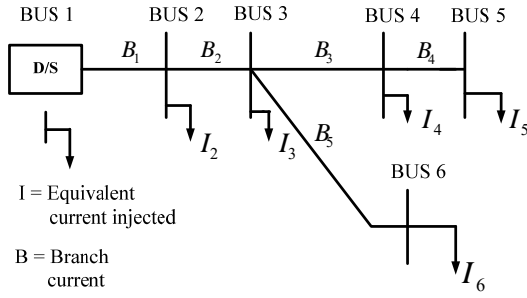 BUS 1
BUS 2
BUS 3
BUS 4
BUS 5
D/S
B1
B2
B3
B4
I2
I3
B5
I4
I5
BUS 6
I = Equivalent
current injected
B = Branch
current
I6